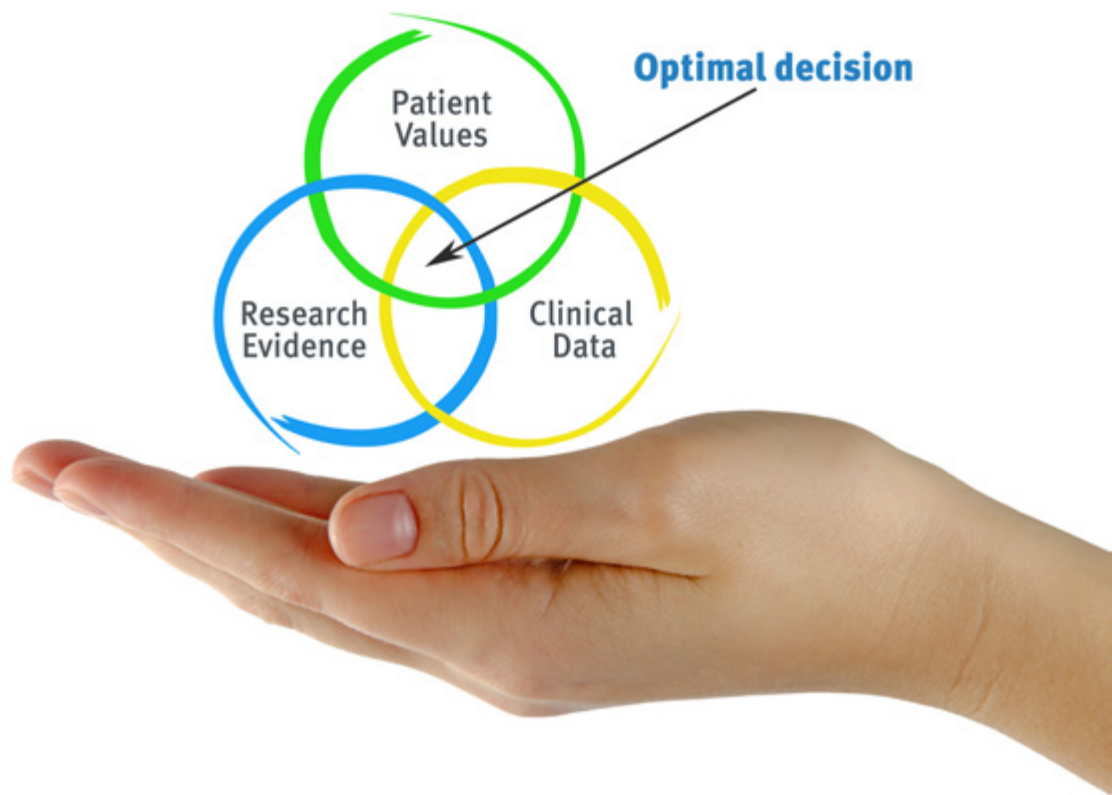 Optimal decision
Patient
Values
Research
Evidence
Clinical
Data